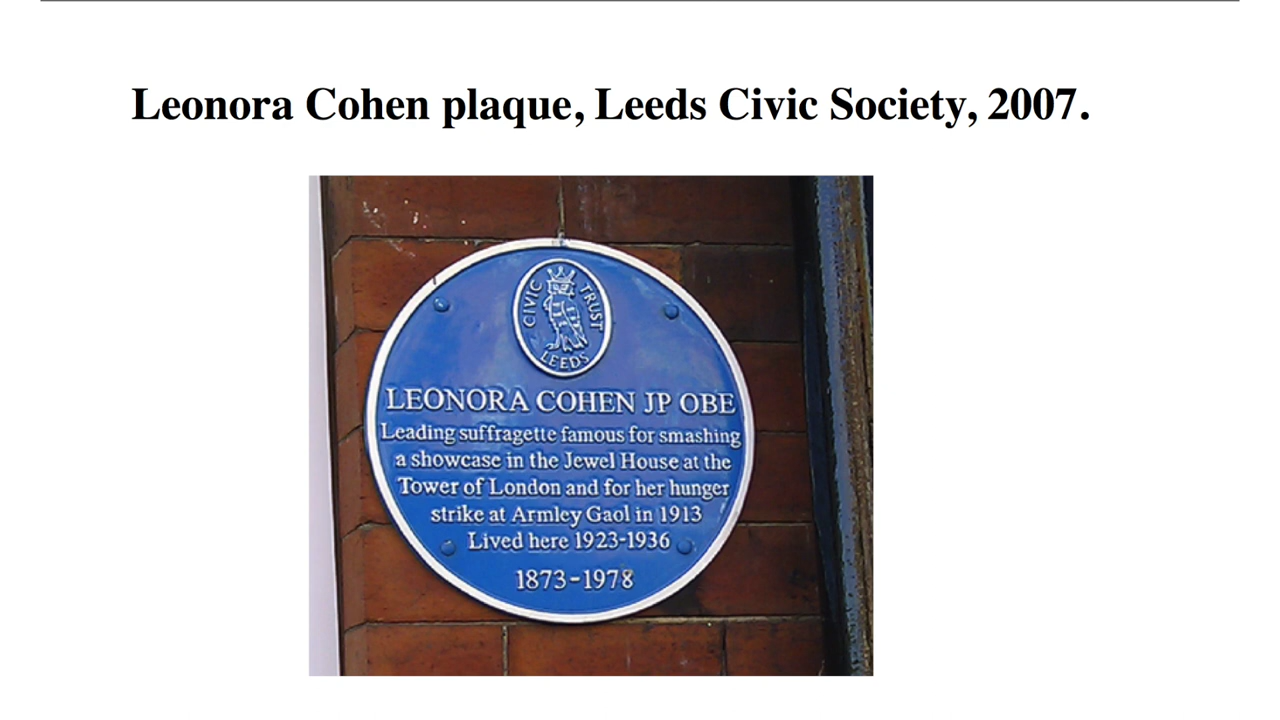 Leonora Cohen plaque, Leeds Civic Society, 2007.
CIVIC TRUST
LEEDS
LEONORA COHEN JP OBE
Leading suffragette famous for smashing
a showcase in the Jewel House at the
Tower of London and for her hunger
strike at Armley Gaol in 1913
Lived here 1923-1936
1873-1978